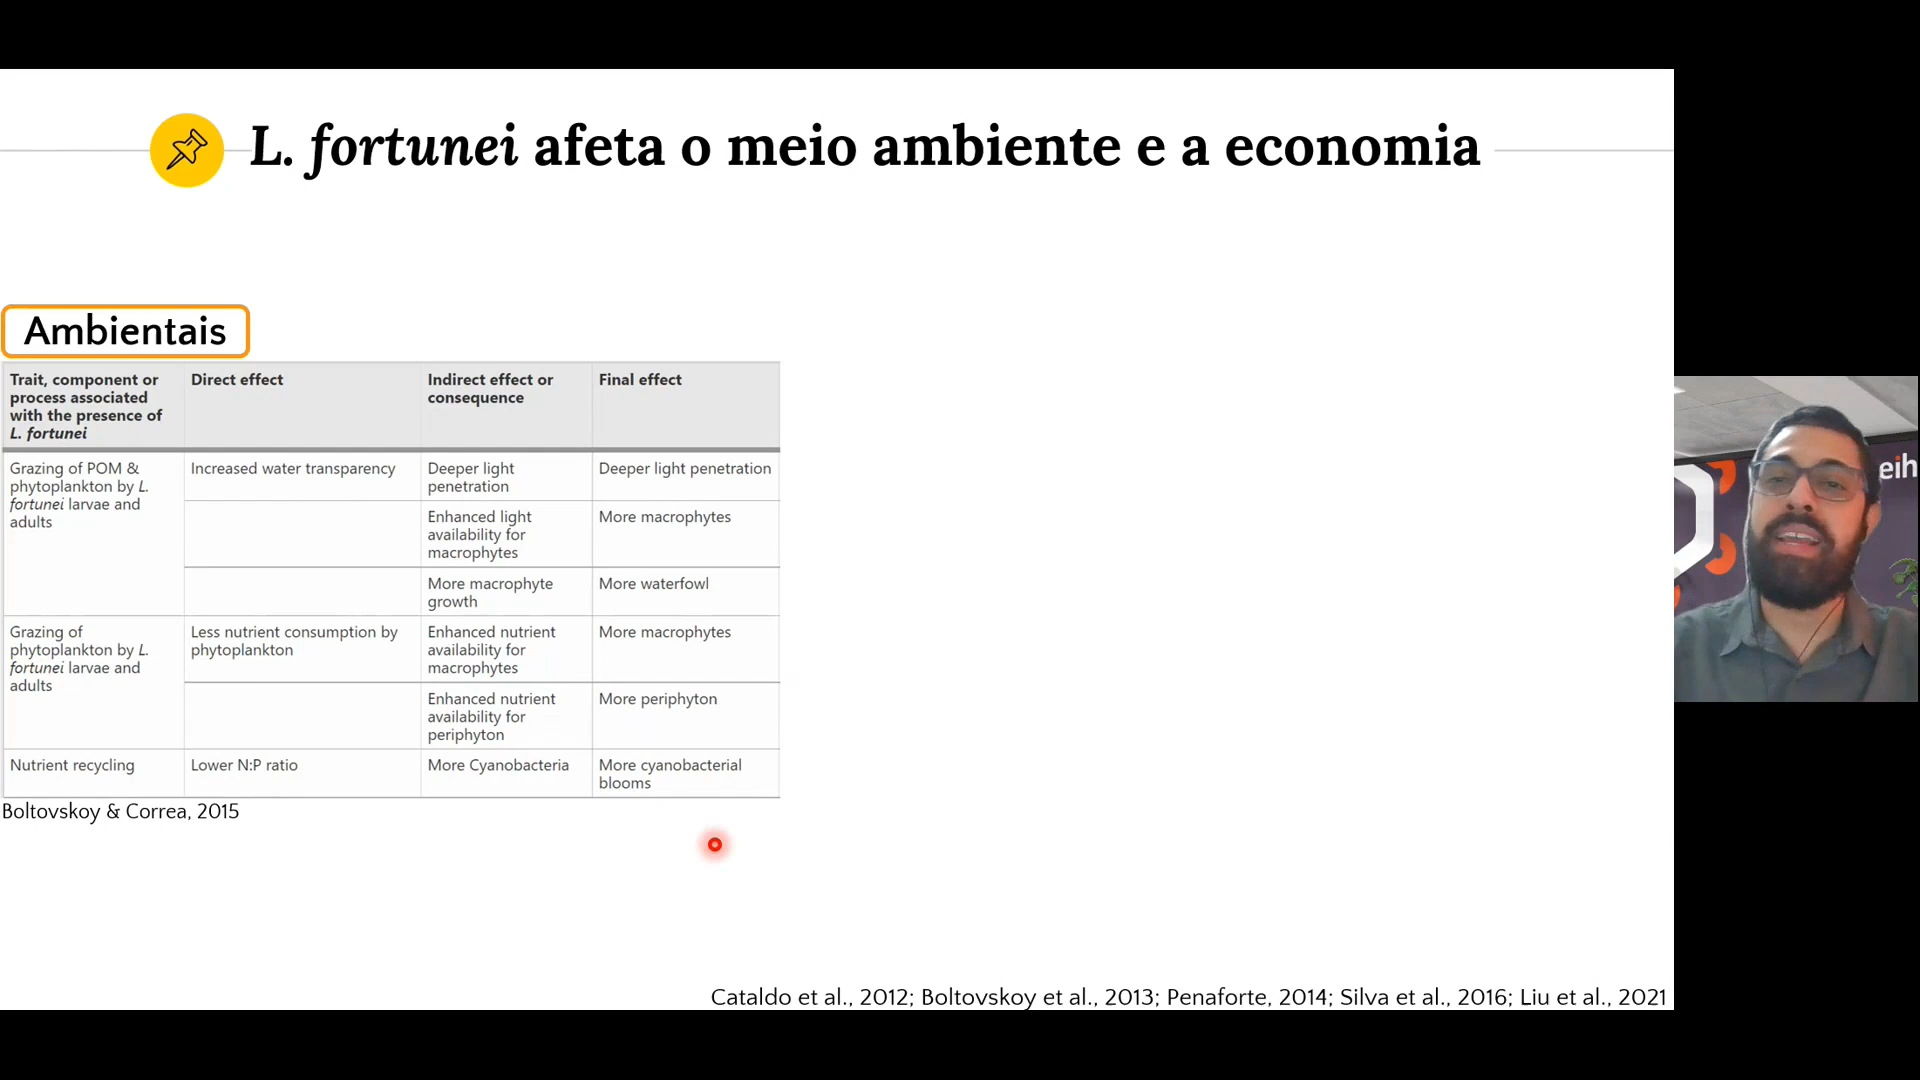 L. fortunei afeta o meio ambiente e a economia
Ambientais
Trait, component or
process associated
with the presence of
L. fortunei
Direct effect
Indirect effect or
consequence
Final effect
Grazing of POM &
phytoplankton by L.
fortunei larvae and
adults
Increased water transparency
Deeper light
penetration
Deeper light penetration
Enhanced light
availability for
macrophytes
More macrophytes
More macrophyte
growth
More waterfowl
Grazing of
phytoplankton by L.
fortunei larvae and
adults
Less nutrient consumption by
phytoplankton
Enhanced nutrient
availability for
macrophytes
More macrophytes
Enhanced nutrient
availability for
periphyton
More periphyton
Nutrient recycling
Lower N:P ratio
More Cyanobacteria
More cyanobacterial
blooms
Boltovskoy & Correa, 2015
Cataldo et al., 2012; Boltovskoy et al., 2013; Penaforte, 2014; Silva et al., 2016; Liu et al., 2021
eih